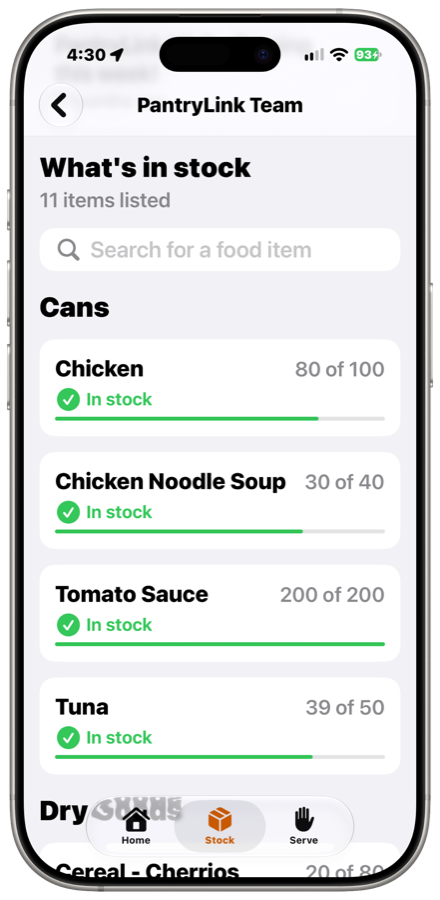 4:30
93
PantryLink Team
What's in stock
11 items listed
Search for a food item
Cans
Chicken 80 of 100
In stock
Chicken Noodle Soup 30 of 40
In stock
Tomato Sauce 200 of 200
In stock
Tuna 39 of 50
In stock
Dry Goods
Home Stock Serve
Cereal - Cherrios 20 of 80